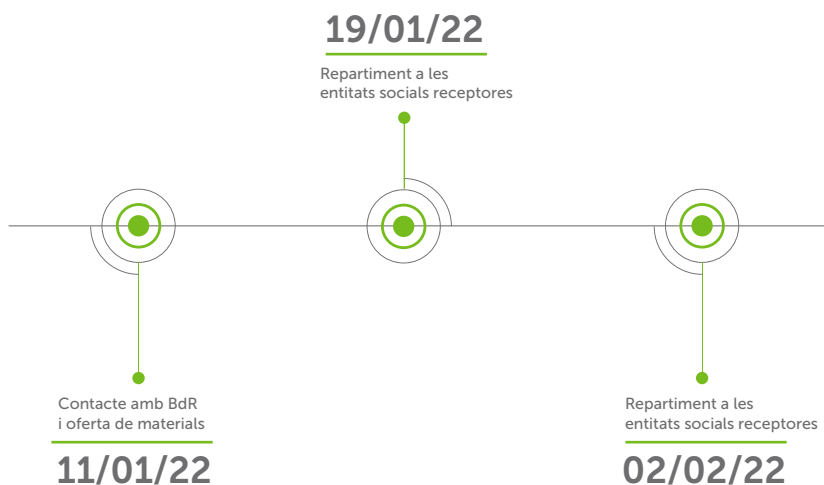 19/01/22
Repartiment a les
entitats socials receptores
Contacte amb BdR
i oferta de materials
11/01/22
Repartiment a les
entitats socials receptores
02/02/22